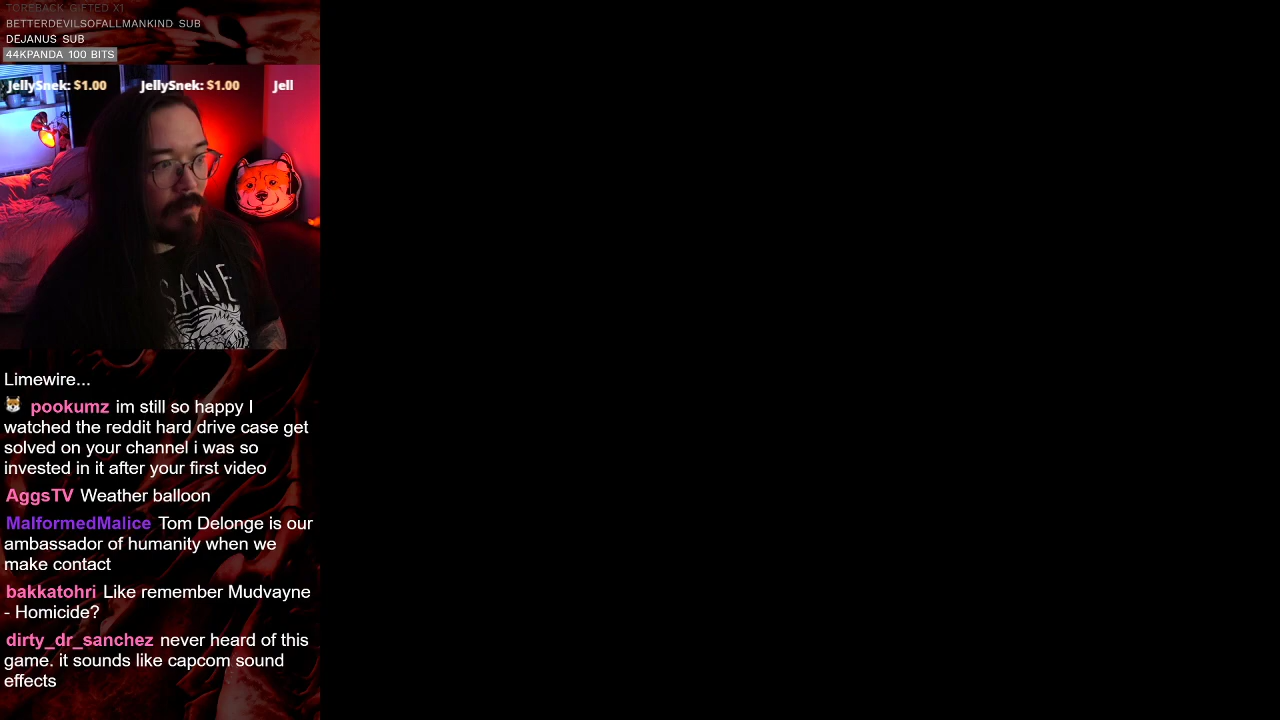 TOREBACK GIFTED X1
BETTERDEVILSOFALLMANKIND SUB
DEJANUS SUB
44KPANDA 100 BITS
JellySnek: $1.00 JellySnek: $1.00 Jell
SANE
Limewire...
pookumz im still so happy I
watched the reddit hard drive case get
solved on your channel i was so
invested in it after your first video
AggsTV Weather balloon
MalformedMalice Tom Delonge is our
ambassador of humanity when we
make contact
bakkatohri Like remember Mudvayne
- Homicide?
dirty_dr_sanchez never heard of this
game. it sounds like capcom sound
effects